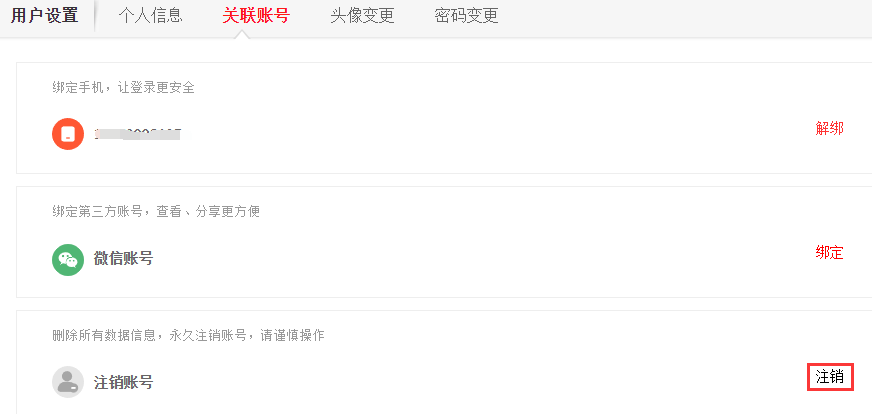 用户设置 个人信息 关联账号 头像变更 密码变更
绑定手机，让登录更安全
解绑
绑定第三方账号，查看、分享更方便
微信账号 绑定
删除所有数据信息，永久注销账号，请谨慎操作
注销账号 注销